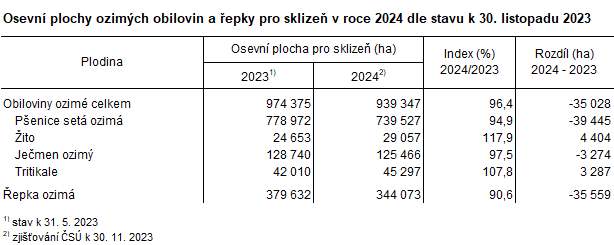 Osevní plochy ozimých obilovin a řepky pro sklizeň v roce 2024 dle stavu k 30. listopadu 2023
Plodina Osevní plocha pro sklizeň (ha) Index (%) 2024/2023 Rozdíl (ha) 2024 - 2023
2023 1) 2024 2)
Obiloviny ozimé celkem 974 375 939 347 96,4 -35 028
Pšenice setá ozimá 778 972 739 527 94,9 -39 445
Žito 24 653 29 057 117,9 4 404
Ječmen ozimý 128 740 125 466 97,5 -3 274
Tritikale 42 010 45 297 107,8 3 287
Řepka ozimá 379 632 344 073 90,6 -35 559
1) stav k 31. 5. 2023
2) zjišťování ČSÚ k 30. 11. 2023